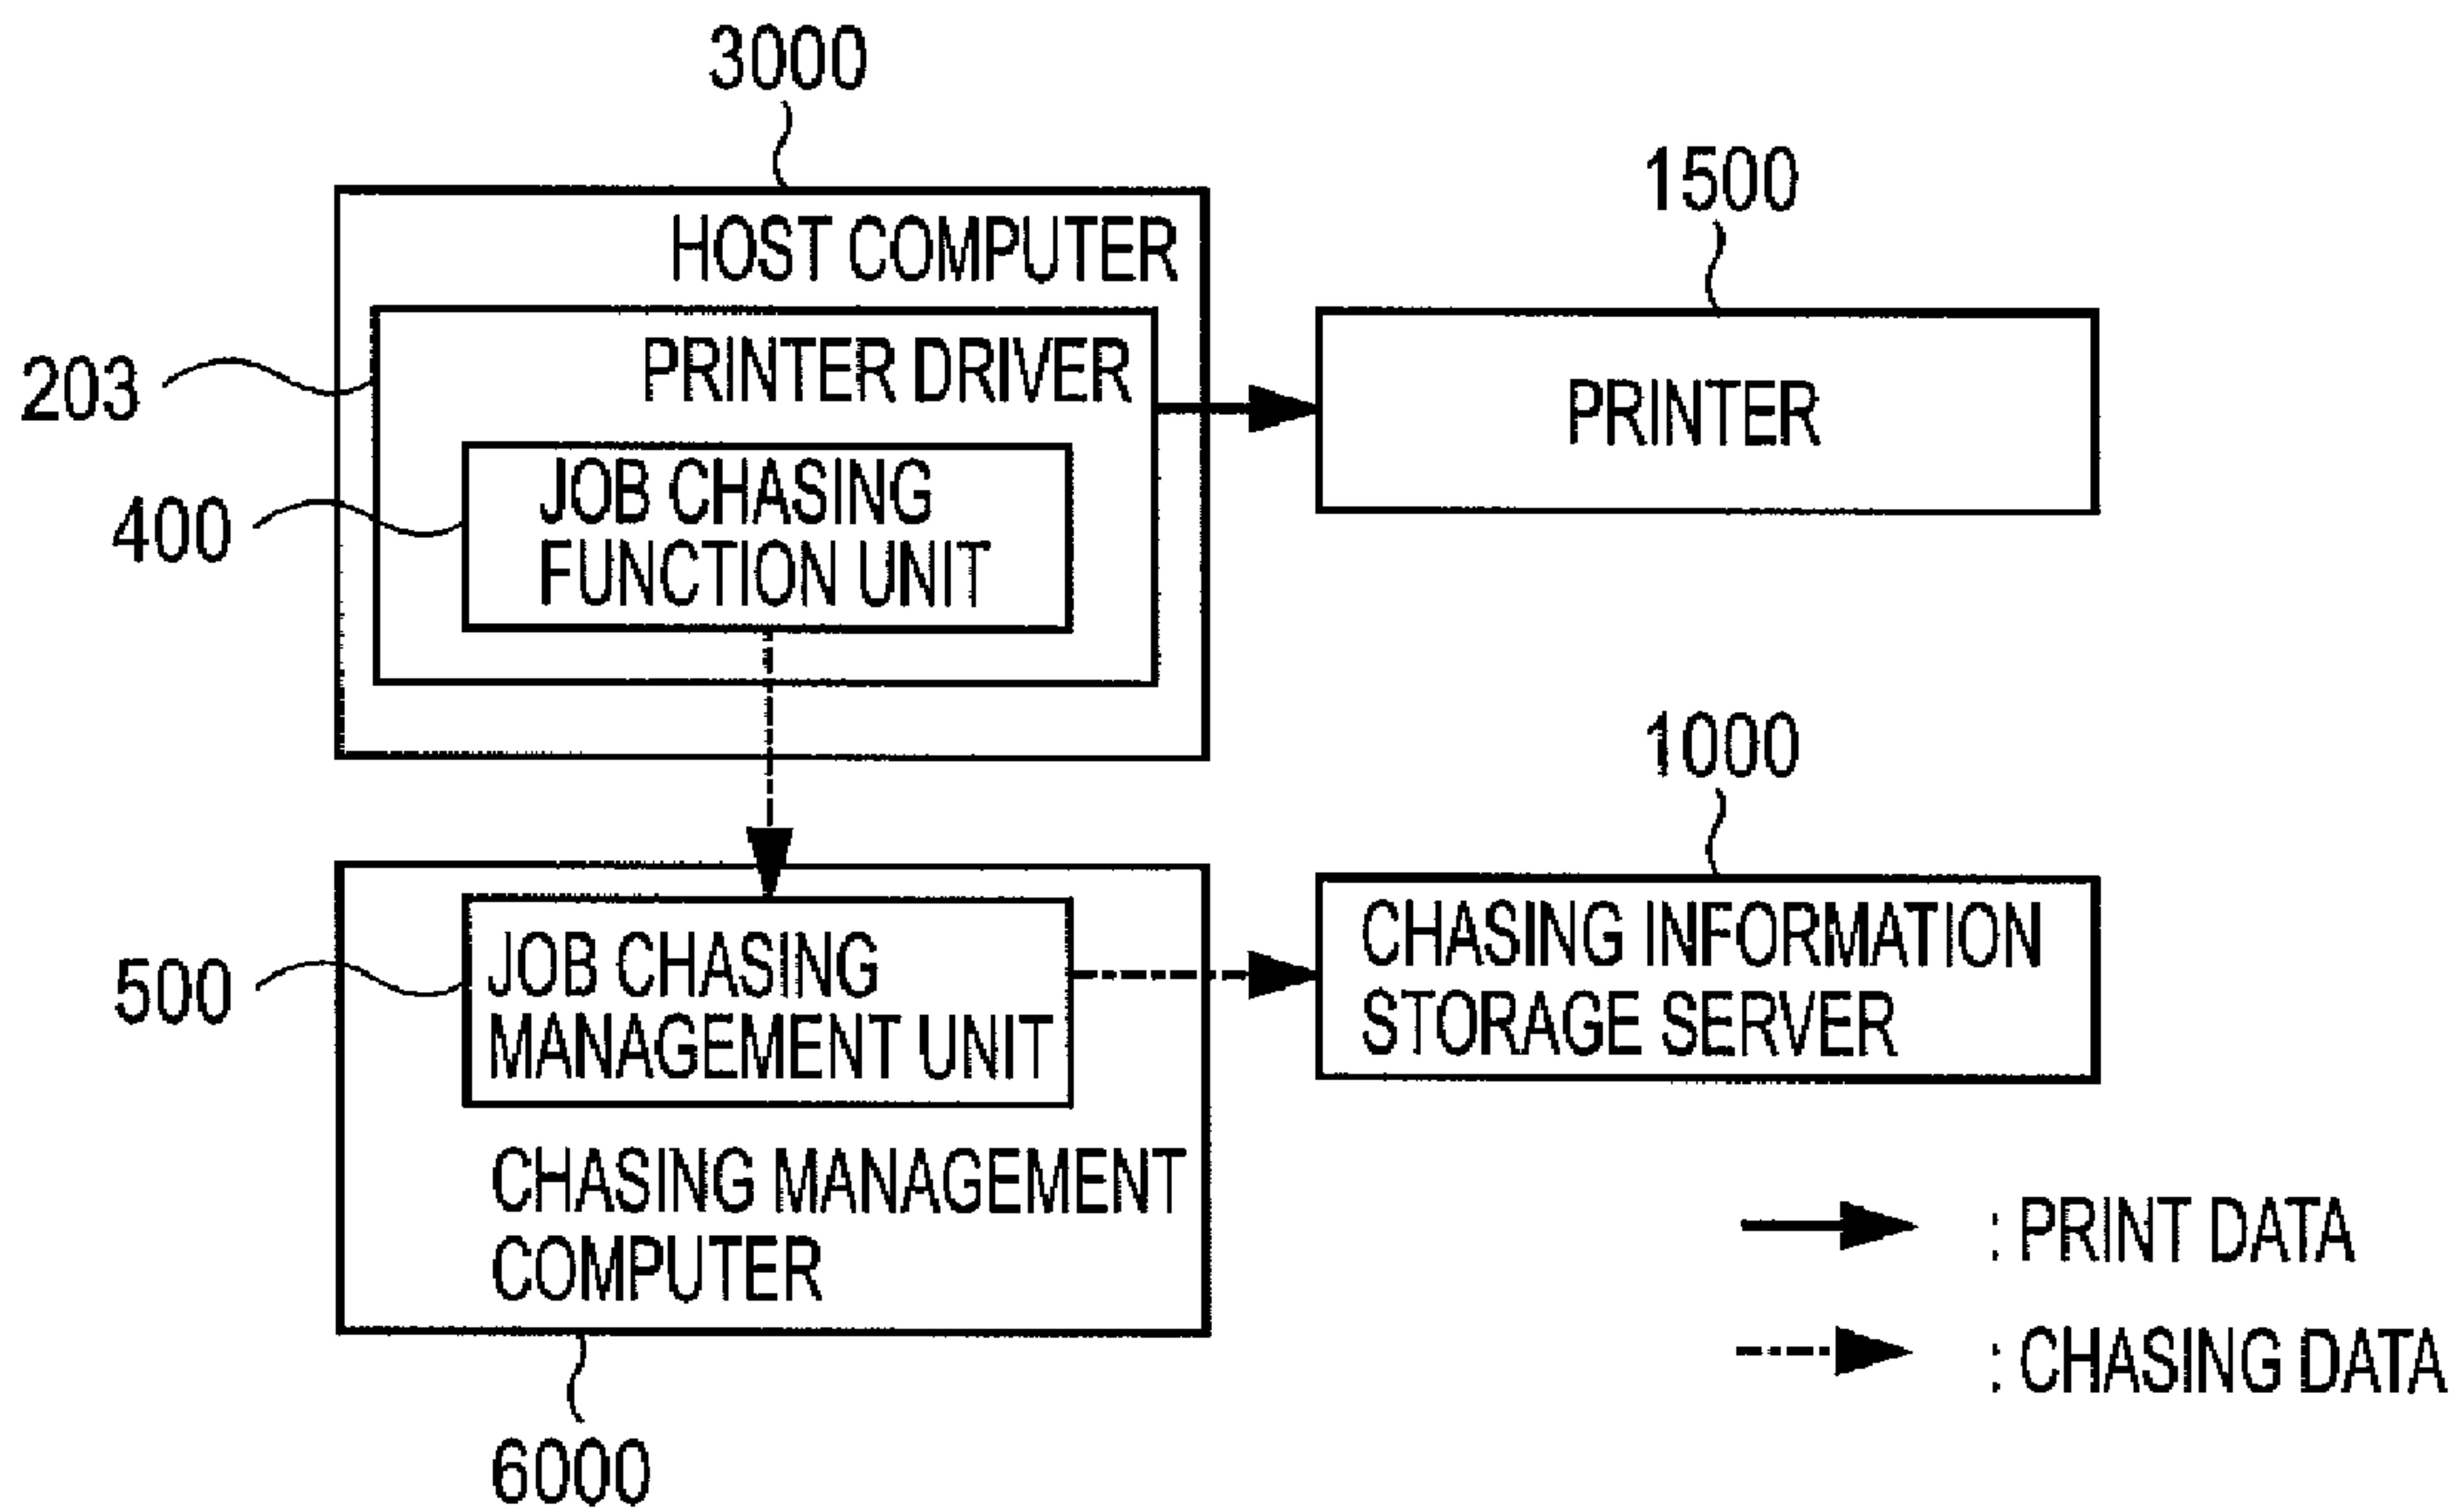 3000
HOST COMPUTER
1500
203
PRINTER DRIVER
PRINTER
400
JOB CHASING
FUNCTION UNIT
1000
500
JOB CHASING
MANAGEMENT UNIT
CHASING INFORMATION
STORAGE SERVER
CHASING MANAGEMENT
COMPUTER
: PRINT DATA
: CHASING DATA
6000